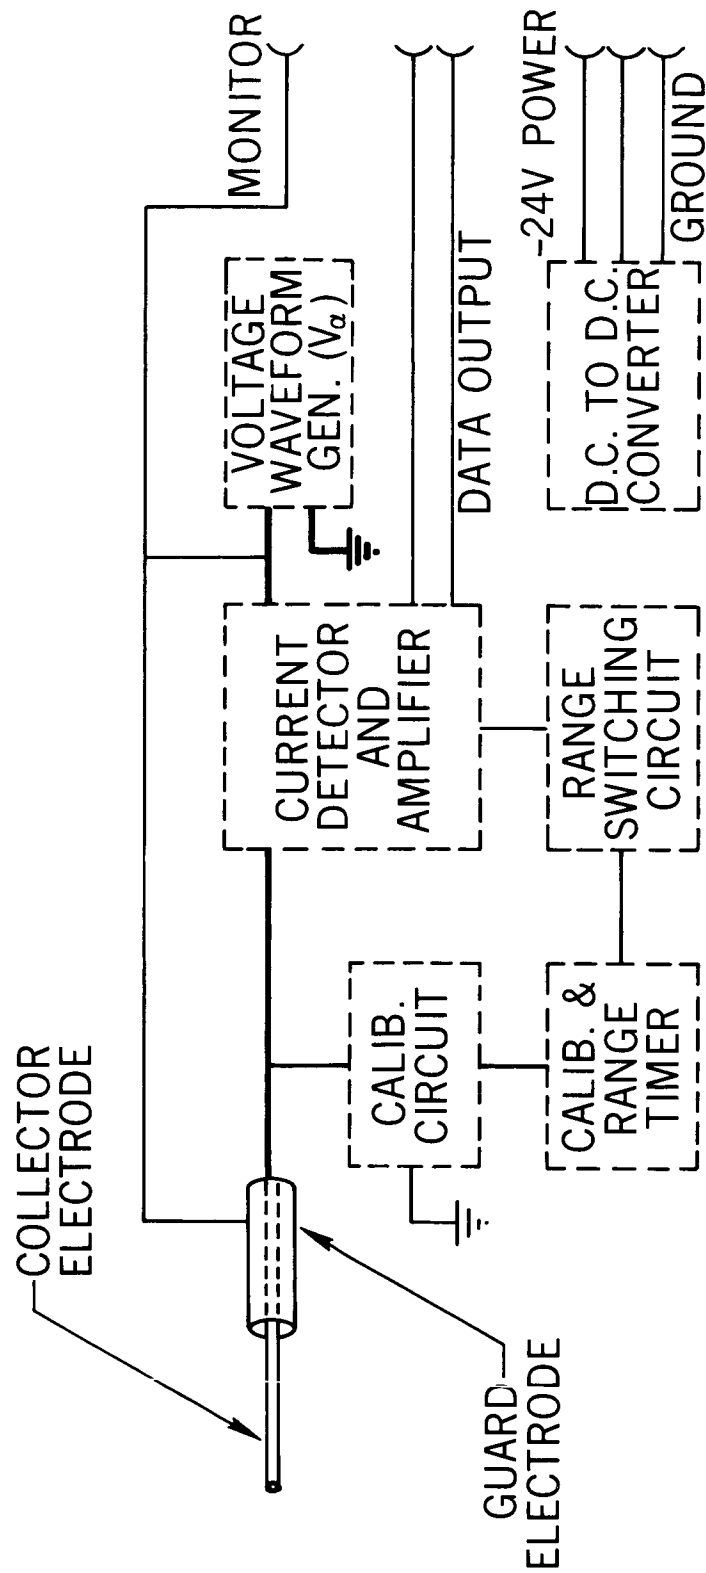 COLLECTOR
ELECTRODE
GUARD
ELECTRODE
MONITOR
VOLTAGE
WAVEFORM
GEN. (Vα)
CURRENT
DETECTOR
AND
AMPLIFIER
DATA OUTPUT
CALIB.
CIRCUIT
CALIB. &
RANGE
TIMER
RANGE
SWITCHING
CIRCUIT
D.C. TO D.C.
CONVERTER
-24V POWER
GROUND